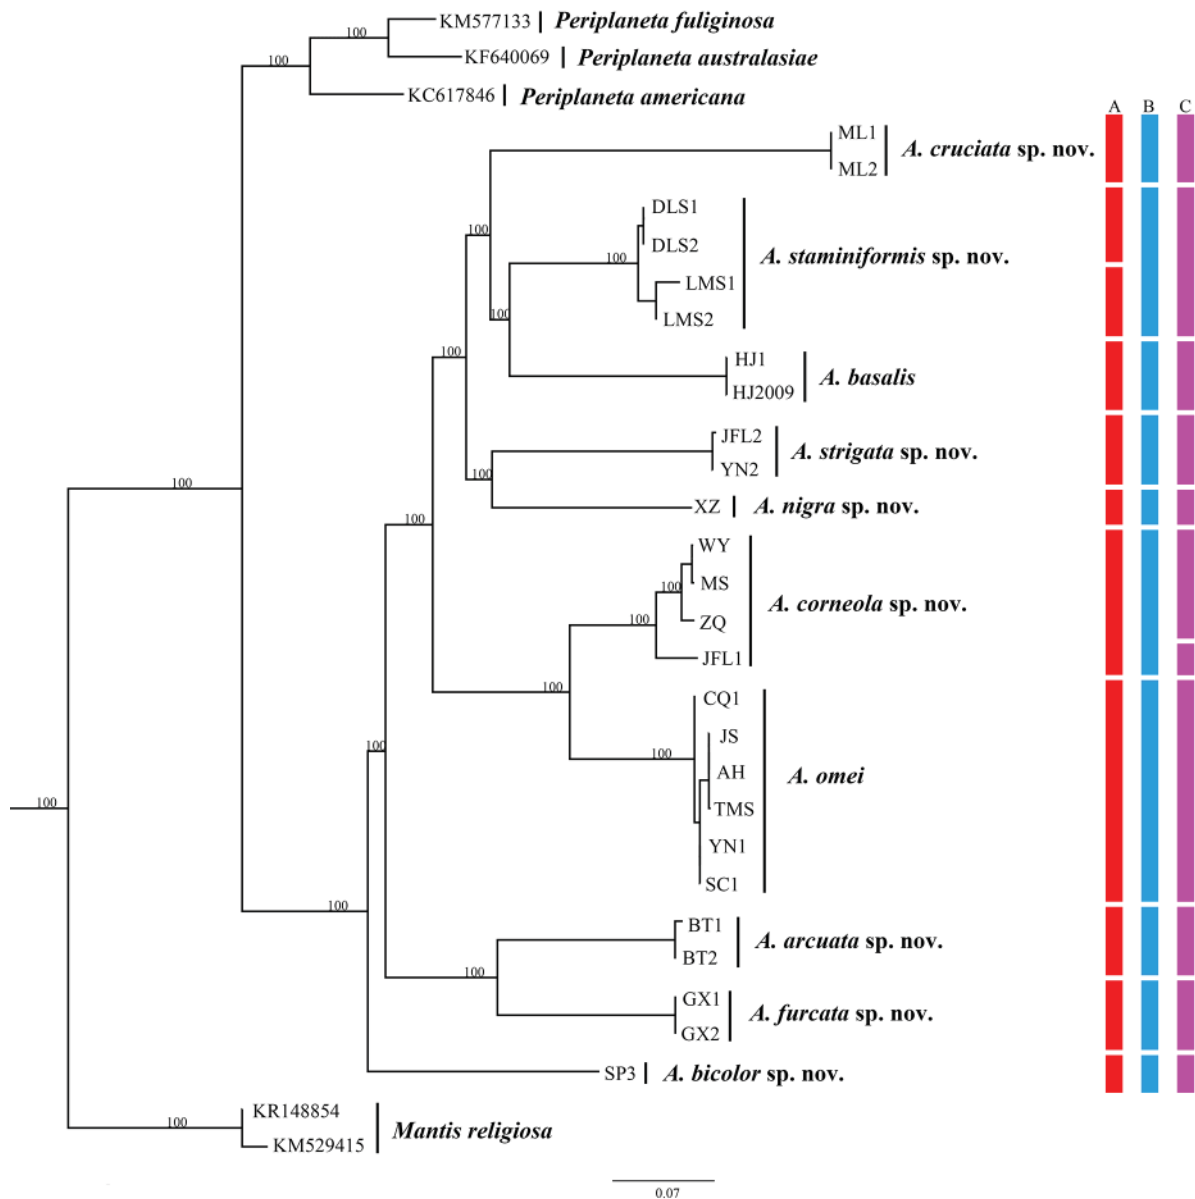 KM577133 Periplaneta fuliginosa
100
KF640069 Periplaneta australasiae
100
KC617846 Periplaneta americana
A B C
ML1
A. cruciata sp. nov.
ML2
DLS1
100
DLS2
A. staminiformis sp. nov.
100
LMS1
100
LMS2
100
HJ1
A. basalis
HJ2009
JFL2
A. strigata sp. nov.
YN2
100
100
XZ A. nigra sp. nov.
100
WY
MS
100
A. corneola sp. nov.
ZQ
100
JFL1
100
CQ1
JS
100
100
AH
A. omei
TMS
100
YN1
SC1
100
BT1
A. arcuata sp. nov.
BT2
100
GX1
A. furcata sp. nov.
GX2
SP3 A. bicolor sp. nov.
KR148854
100
Mantis religiosa
KM529415
0.07